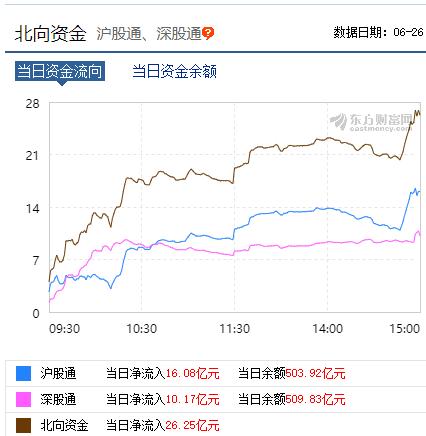 北向资金 沪股通、深股通? 数据日期：06-26
当日资金流向 当日资金余额
28
东方财富网
eastmoney.com
21
14
7
0
09:30 10:30 11:30 14:00 15:00
沪股通 当日净流入16.08亿元 当日余额503.92亿元
深股通 当日净流入10.17亿元 当日余额509.83亿元
北向资金 当日净流入26.25亿元